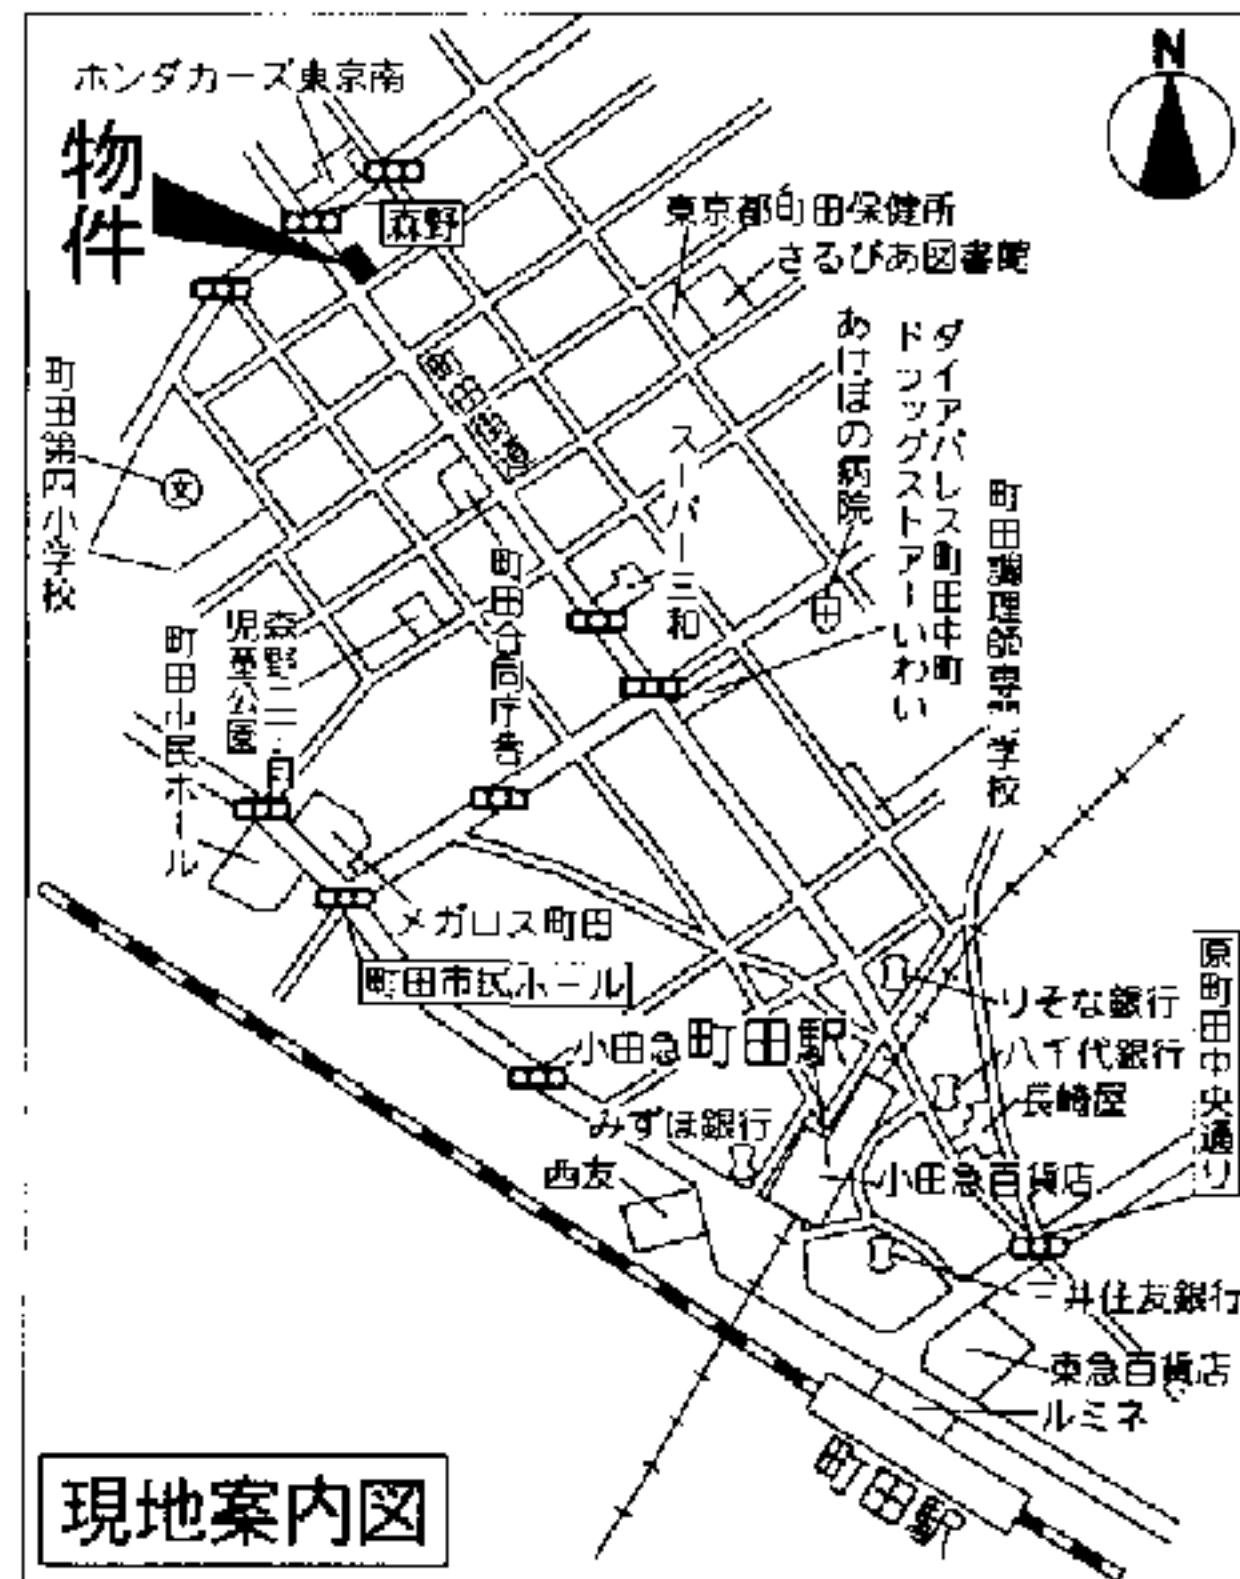 N
ホンダカーズ東京南
物件
森野
東京都町田保健所
さるびあ図書館
あけぼの病院
ダイアパレス町田中町
ドラッグストアーいわい
町田第四小学校
町田街道
スーパー三和
町田調理師専門学校
町田合同庁舎
森野二丁目
児童公園
町田市民ホール
メガロス町田
町田市民ホール
原町田中央通り
りそな銀行
八千代銀行
長崎屋
小田急町田駅
みずほ銀行
西友
小田急百貨店
三井住友銀行
東急百貨店
ルミネ
町田駅
現地案内図